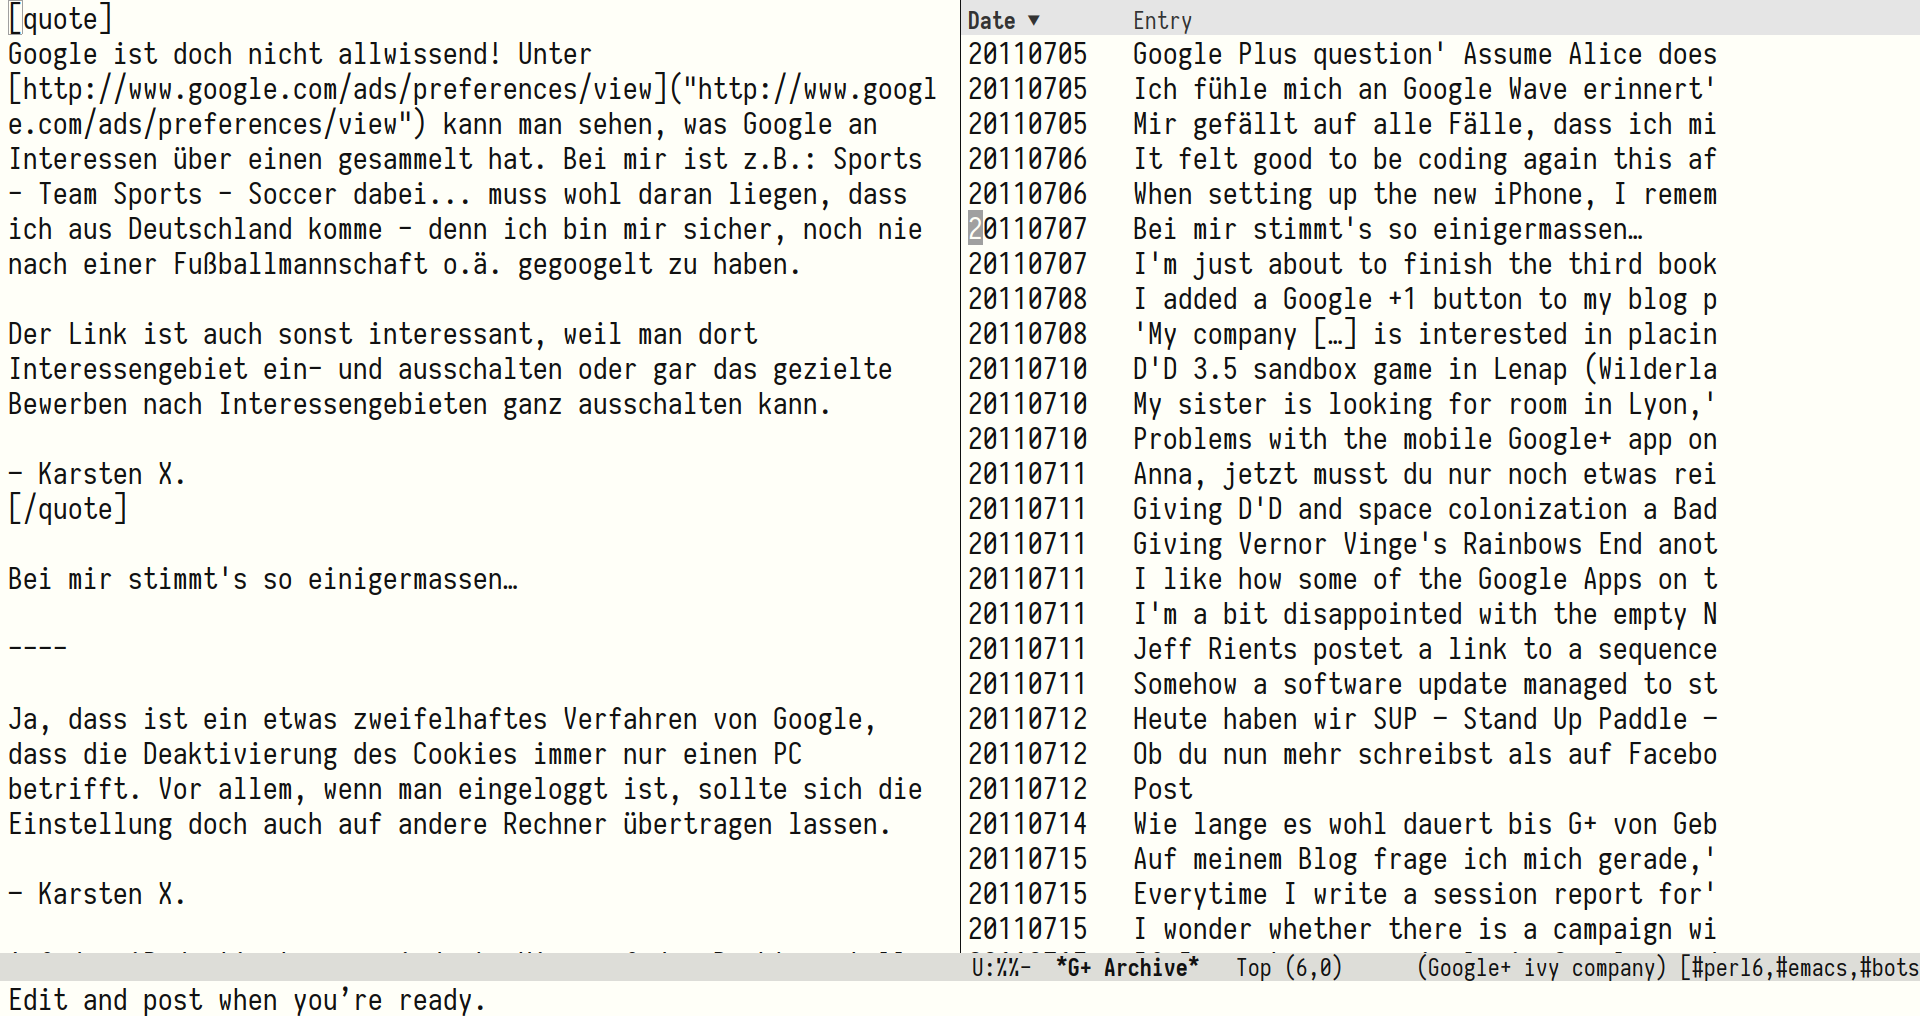 [quote]
Google ist doch nicht allwissend! Unter
[http://www.google.com/ads/preferences/view]("http://www.googl
e.com/ads/preferences/view") kann man sehen, was Google an
Interessen über einen gesammelt hat. Bei mir ist z.B.: Sports
– Team Sports – Soccer dabei... muss wohl daran liegen, dass
ich aus Deutschland komme – denn ich bin mir sicher, noch nie
nach einer Fußballmannschaft o.ä. gegoogelt zu haben.
Der Link ist auch sonst interessant, weil man dort
Interessengebiet ein- und ausschalten oder gar das gezielte
Bewerben nach Interessengebieten ganz ausschalten kann.
– Karsten X.
[/quote]
Bei mir stimmt's so einigermassen…
----
Ja, dass ist ein etwas zweifelhaftes Verfahren von Google,
dass die Deaktivierung des Cookies immer nur einen PC
betrifft. Vor allem, wenn man eingeloggt ist, sollte sich die
Einstellung doch auch auf andere Rechner übertragen lassen.
– Karsten X.
Date ▼ Entry
20110705 Google Plus question' Assume Alice does
20110705 Ich fühle mich an Google Wave erinnert'
20110705 Mir gefällt auf alle Fälle, dass ich mi
20110706 It felt good to be coding again this af
20110706 When setting up the new iPhone, I remem
20110707 Bei mir stimmt's so einigermassen…
20110707 I'm just about to finish the third book
20110708 I added a Google +1 button to my blog p
20110708 'My company […] is interested in placin
20110710 D'D 3.5 sandbox game in Lenap (Wilderla
20110710 My sister is looking for room in Lyon,'
20110710 Problems with the mobile Google+ app on
20110711 Anna, jetzt musst du nur noch etwas rei
20110711 Giving D'D and space colonization a Bad
20110711 Giving Vernor Vinge's Rainbows End anot
20110711 I like how some of the Google Apps on t
20110711 I'm a bit disappointed with the empty N
20110711 Jeff Rients postet a link to a sequence
20110711 Somehow a software update managed to st
20110712 Heute haben wir SUP – Stand Up Paddle –
20110712 Ob du nun mehr schreibst als auf Facebo
20110712 Post
20110714 Wie lange es wohl dauert bis G+ von Geb
20110715 Auf meinem Blog frage ich mich gerade,'
20110715 Everytime I write a session report for'
20110715 I wonder whether there is a campaign wi
U:%%- *G+ Archive* Top (6,0) (Google+ ivy company) [#perl6,#emacs,#bots
Edit and post when you’re ready.